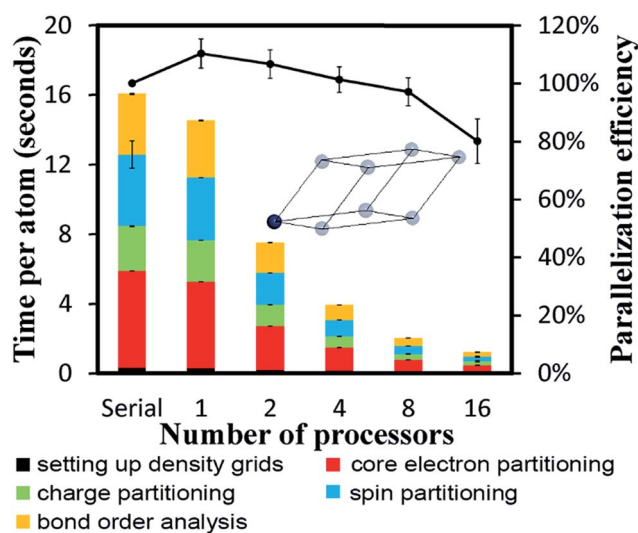 Time per atom (seconds)
20
16
12
8
4
0
120%
100%
80%
60%
40%
20%
0%
Parallelization efficiency
Serial 1 2 4 8 16
Number of processors
setting up density grids core electron partitioning
charge partitioning spin partitioning
bond order analysis